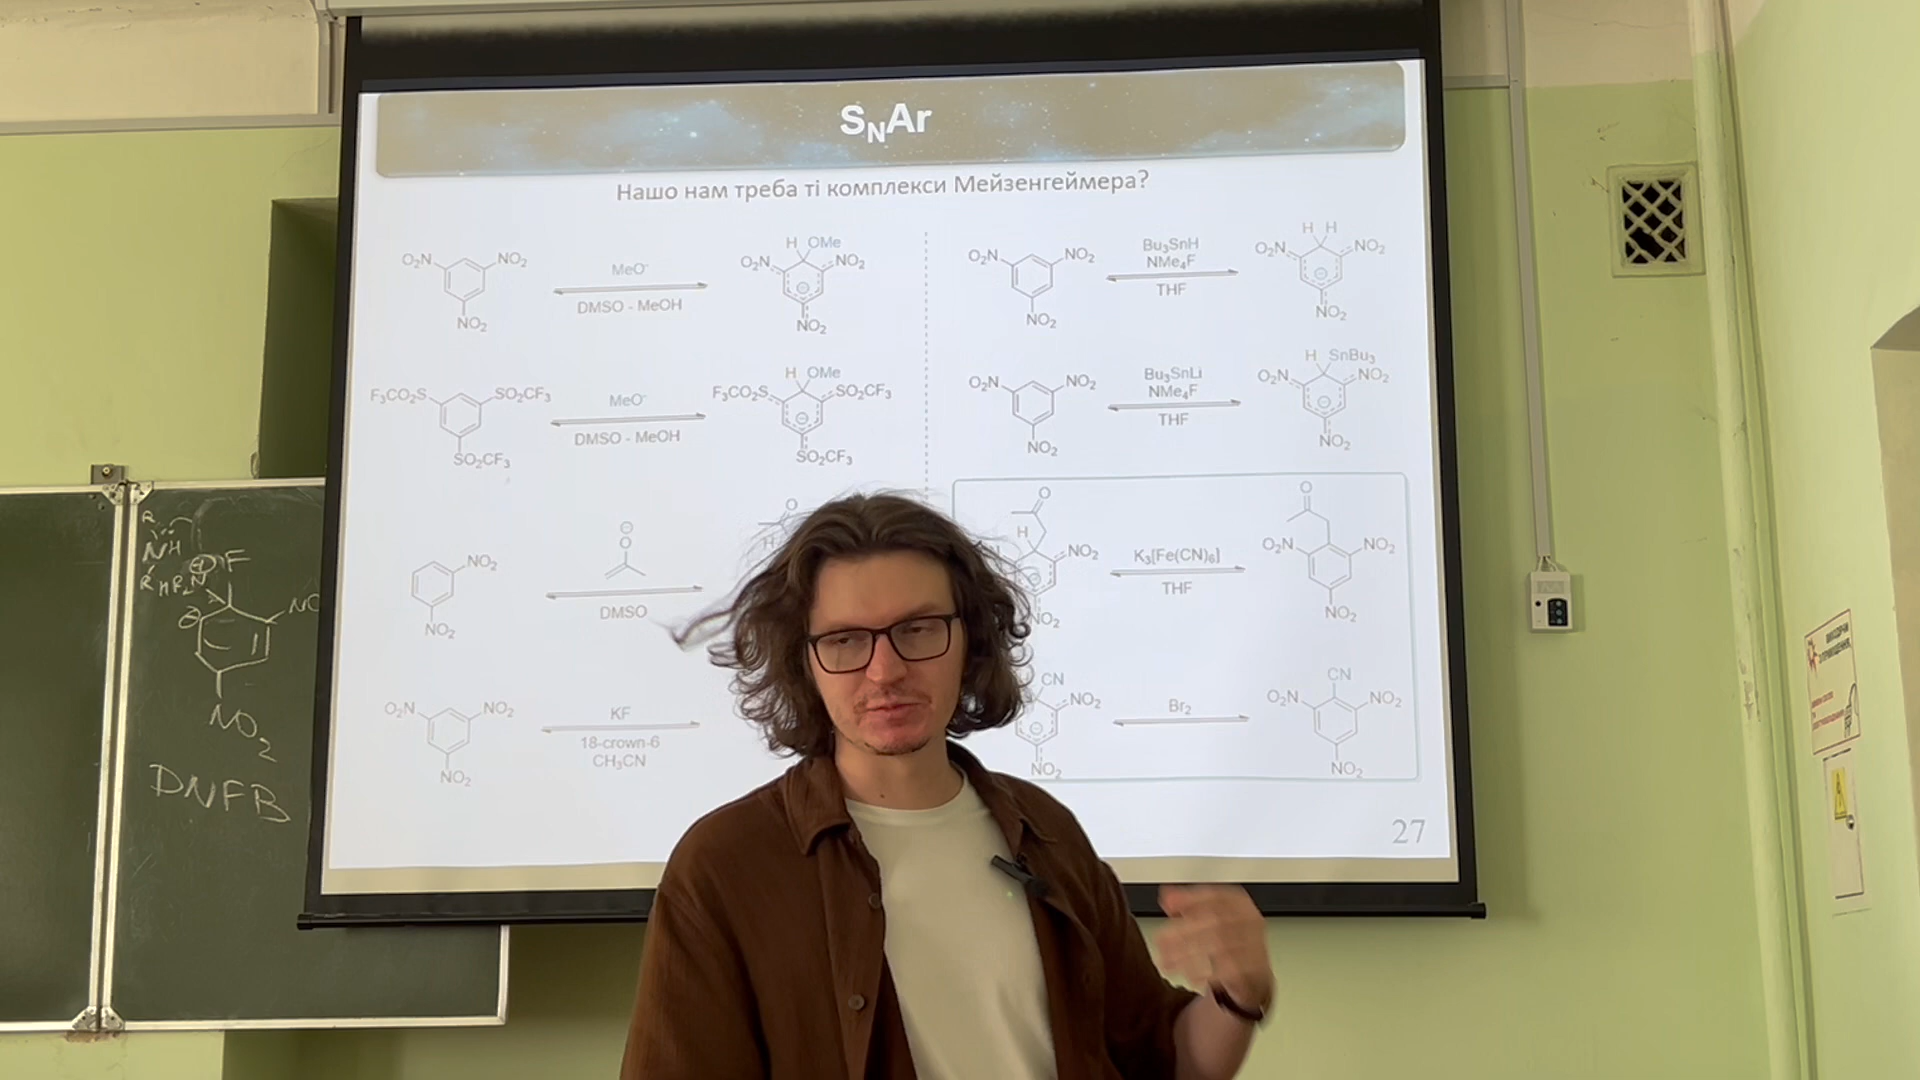 SNAr
Нашо нам треба ті комплекси Мейзенгеймера?
O₂N NO₂ NO₂
MeO⁻
DMSO - MeOH
H OMe
O₂N NO₂
NO₂
O₂N NO₂ NO₂
Bu₃SnH
NMe₄F
THF
H H
O₂N NO₂
NO₂
F₃CO₂S SO₂CF₃
SO₂CF₃
MeO⁻
DMSO - MeOH
H OMe
F₃CO₂S SO₂CF₃
SO₂CF₃
O₂N NO₂
NO₂
Bu₃SnLi
NMe₄F
THF
H SnBu₃
O₂N NO₂
NO₂
NO₂
NO₂
O
DMSO
O
H
O
H
NO₂
NO₂
K₃[Fe(CN)₆]
THF
O
O₂N NO₂
NO₂
O₂N NO₂
NO₂
KF
18-crown-6
CH₃CN
CN
NO₂
NO₂
Br₂
CN
O₂N NO₂
NO₂
27
R
NH
F
NO₂
DNFB